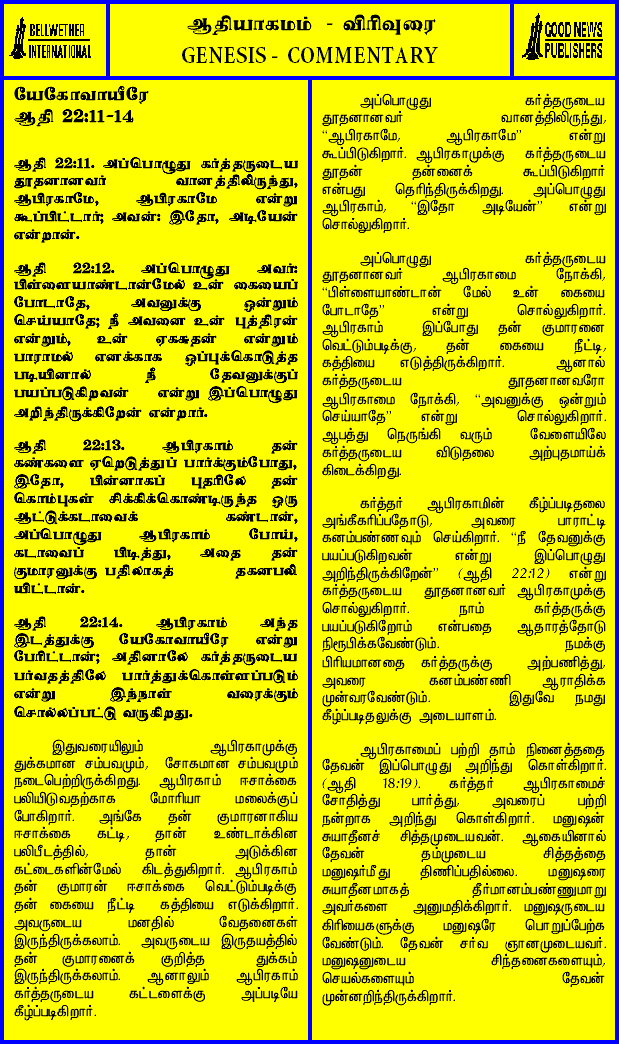 BELLWETHER
INTERNATIONAL
ஆதியாகமம் - விரிவுரை
GENESIS - COMMENTARY
GOOD NEWS
PUBLISHERS
யேகோவாயீரே
ஆதி 22:11-14
ஆதி 22:11. அப்பொழுது கர்த்தருடைய
தூதனானவர் வானத்திலிருந்து,
ஆபிரகாமே, ஆபிரகாமே என்று
கூப்பிட்டார்; அவன்: இதோ, அடியேன்
என்றான்.
ஆதி 22:12. அப்பொழுது அவர்:
பிள்ளையாண்டான்மேல் உன் கையைப்
போடாதே, அவனுக்கு ஒன்றும்
செய்யாதே; நீ அவனை உன் புத்திரன்
என்றும், உன் ஏகசுதன் என்றும்
பாராமல் எனக்காக ஒப்புக்கொடுத்த
படியினால் நீ தேவனுக்குப்
பயப்படுகிறவன் என்று இப்பொழுது
அறிந்திருக்கிறேன் என்றார்.
ஆதி 22:13. ஆபிரகாம் தன்
கண்களை ஏறெடுத்துப் பார்க்கும்போது,
இதோ, பின்னாகப் புதரிலே தன்
கொம்புகள் சிக்கிக்கொண்டிருந்த ஒரு
ஆட்டுக்கடாவைக் கண்டான்,
அப்பொழுது ஆபிரகாம் போய்,
கடாவைப் பிடித்து, அதை தன்
குமாரனுக்கு பதிலாகத் தகனபலி
யிட்டான்.
ஆதி 22:14. ஆபிரகாம் அந்த
இடத்துக்கு யேகோவாயீரே என்று
பேரிட்டான்; அதினாலே கர்த்தருடைய
பர்வதத்திலே பார்த்துக்கொள்ளப்படும்
என்று இந்நாள் வரைக்கும்
சொல்லப்பட்டு வருகிறது.
இதுவரையிலும் ஆபிரகாமுக்கு
துக்கமான சம்பவமும், சோகமான சம்பவமும்
நடைபெற்றிருக்கிறது. ஆபிரகாம் ஈசாக்கை
பலியிடுவதற்காக மோரியா மலைக்குப்
போகிறார். அங்கே தன் குமாரனாகிய
ஈசாக்கை கட்டி, தான் உண்டாக்கின
பலிபீடத்தில், தான் அடுக்கின
கட்டைகளின்மேல் கிடத்துகிறார். ஆபிரகாம்
தன் குமாரன் ஈசாக்கை வெட்டும்படிக்கு
தன் கையை நீட்டி கத்தியை எடுக்கிறார்.
அவருடைய மனதில் வேதனைகள்
இருந்திருக்கலாம். அவருடைய இருதயத்தில்
தன் குமாரனைக் குறித்த துக்கம்
இருந்திருக்கலாம். ஆனாலும் ஆபிரகாம்
கர்த்தருடைய கட்டளைக்கு அப்படியே
கீழ்ப்படிகிறார்.
அப்பொழுது கர்த்தருடைய
தூதனானவர் வானத்திலிருந்து,
“ஆபிரகாமே, ஆபிரகாமே” என்று
கூப்பிடுகிறார். ஆபிரகாமுக்கு கர்த்தருடைய
தூதன் தன்னைக் கூப்பிடுகிறார்
என்பது தெரிந்திருக்கிறது. அப்பொழுது
ஆபிரகாம், “இதோ அடியேன்” என்று
சொல்லுகிறார்.
அப்பொழுது கர்த்தருடைய
தூதனானவர் ஆபிரகாமை நோக்கி,
“பிள்ளையாண்டான் மேல் உன் கையை
போடாதே” என்று சொல்லுகிறார்.
ஆபிரகாம் இப்போது தன் குமாரனை
வெட்டும்படிக்கு, தன் கையை நீட்டி,
கத்தியை எடுத்திருக்கிறார். ஆனால்
கர்த்தருடைய தூதனானவரோ
ஆபிரகாமை நோக்கி, “அவனுக்கு ஒன்றும்
செய்யாதே” என்று சொல்லுகிறார்.
ஆபத்து நெருங்கி வரும் வேளையிலே
கர்த்தருடைய விடுதலை அற்புதமாய்க்
கிடைக்கிறது.
கர்த்தர் ஆபிரகாமின் கீழ்ப்படிதலை
அங்கீகரிப்பதோடு, அவரை பாராட்டி
கனம்பண்ணவும் செய்கிறார். “நீ தேவனுக்கு
பயப்படுகிறவன் என்று இப்பொழுது
அறிந்திருக்கிறேன்” (ஆதி 22:12) என்று
கர்த்தருடைய தூதனானவர் ஆபிரகாமுக்கு
சொல்லுகிறார். நாம் கர்த்தருக்கு
பயப்படுகிறோம் என்பதை ஆதாரத்தோடு
நிரூபிக்கவேண்டும். நமக்கு
பிரியமானதை கர்த்தருக்கு அற்பணித்து,
அவரை கனம்பண்ணி ஆராதிக்க
முன்வரவேண்டும். இதுவே நமது
கீழ்ப்படிதலுக்கு அடையாளம்.
ஆபிரகாமைப் பற்றி தாம் நினைத்ததை
தேவன் இப்பொழுது அறிந்து கொள்கிறார்.
(ஆதி 18:19). கர்த்தர் ஆபிரகாமைச்
சோதித்து பார்த்து, அவரைப் பற்றி
நன்றாக அறிந்து கொள்கிறார். மனுஷன்
சுயாதீனச் சித்தமுடையவன். ஆகையினால்
தேவன் தம்முடைய சித்தத்தை
மனுஷர்மீது திணிப்பதில்லை. மனுஷரை
சுயாதீனமாகத் தீர்மானம்பண்ணுமாறு
அவர்களை அனுமதிக்கிறார். மனுஷருடைய
கிரியைகளுக்கு மனுஷரே பொறுப்பேற்க
வேண்டும். தேவன் சர்வ ஞானமுடையவர்.
மனுஷனுடைய சிந்தனைகளையும்,
செயல்களையும் தேவன்
முன்னறிந்திருக்கிறார்.